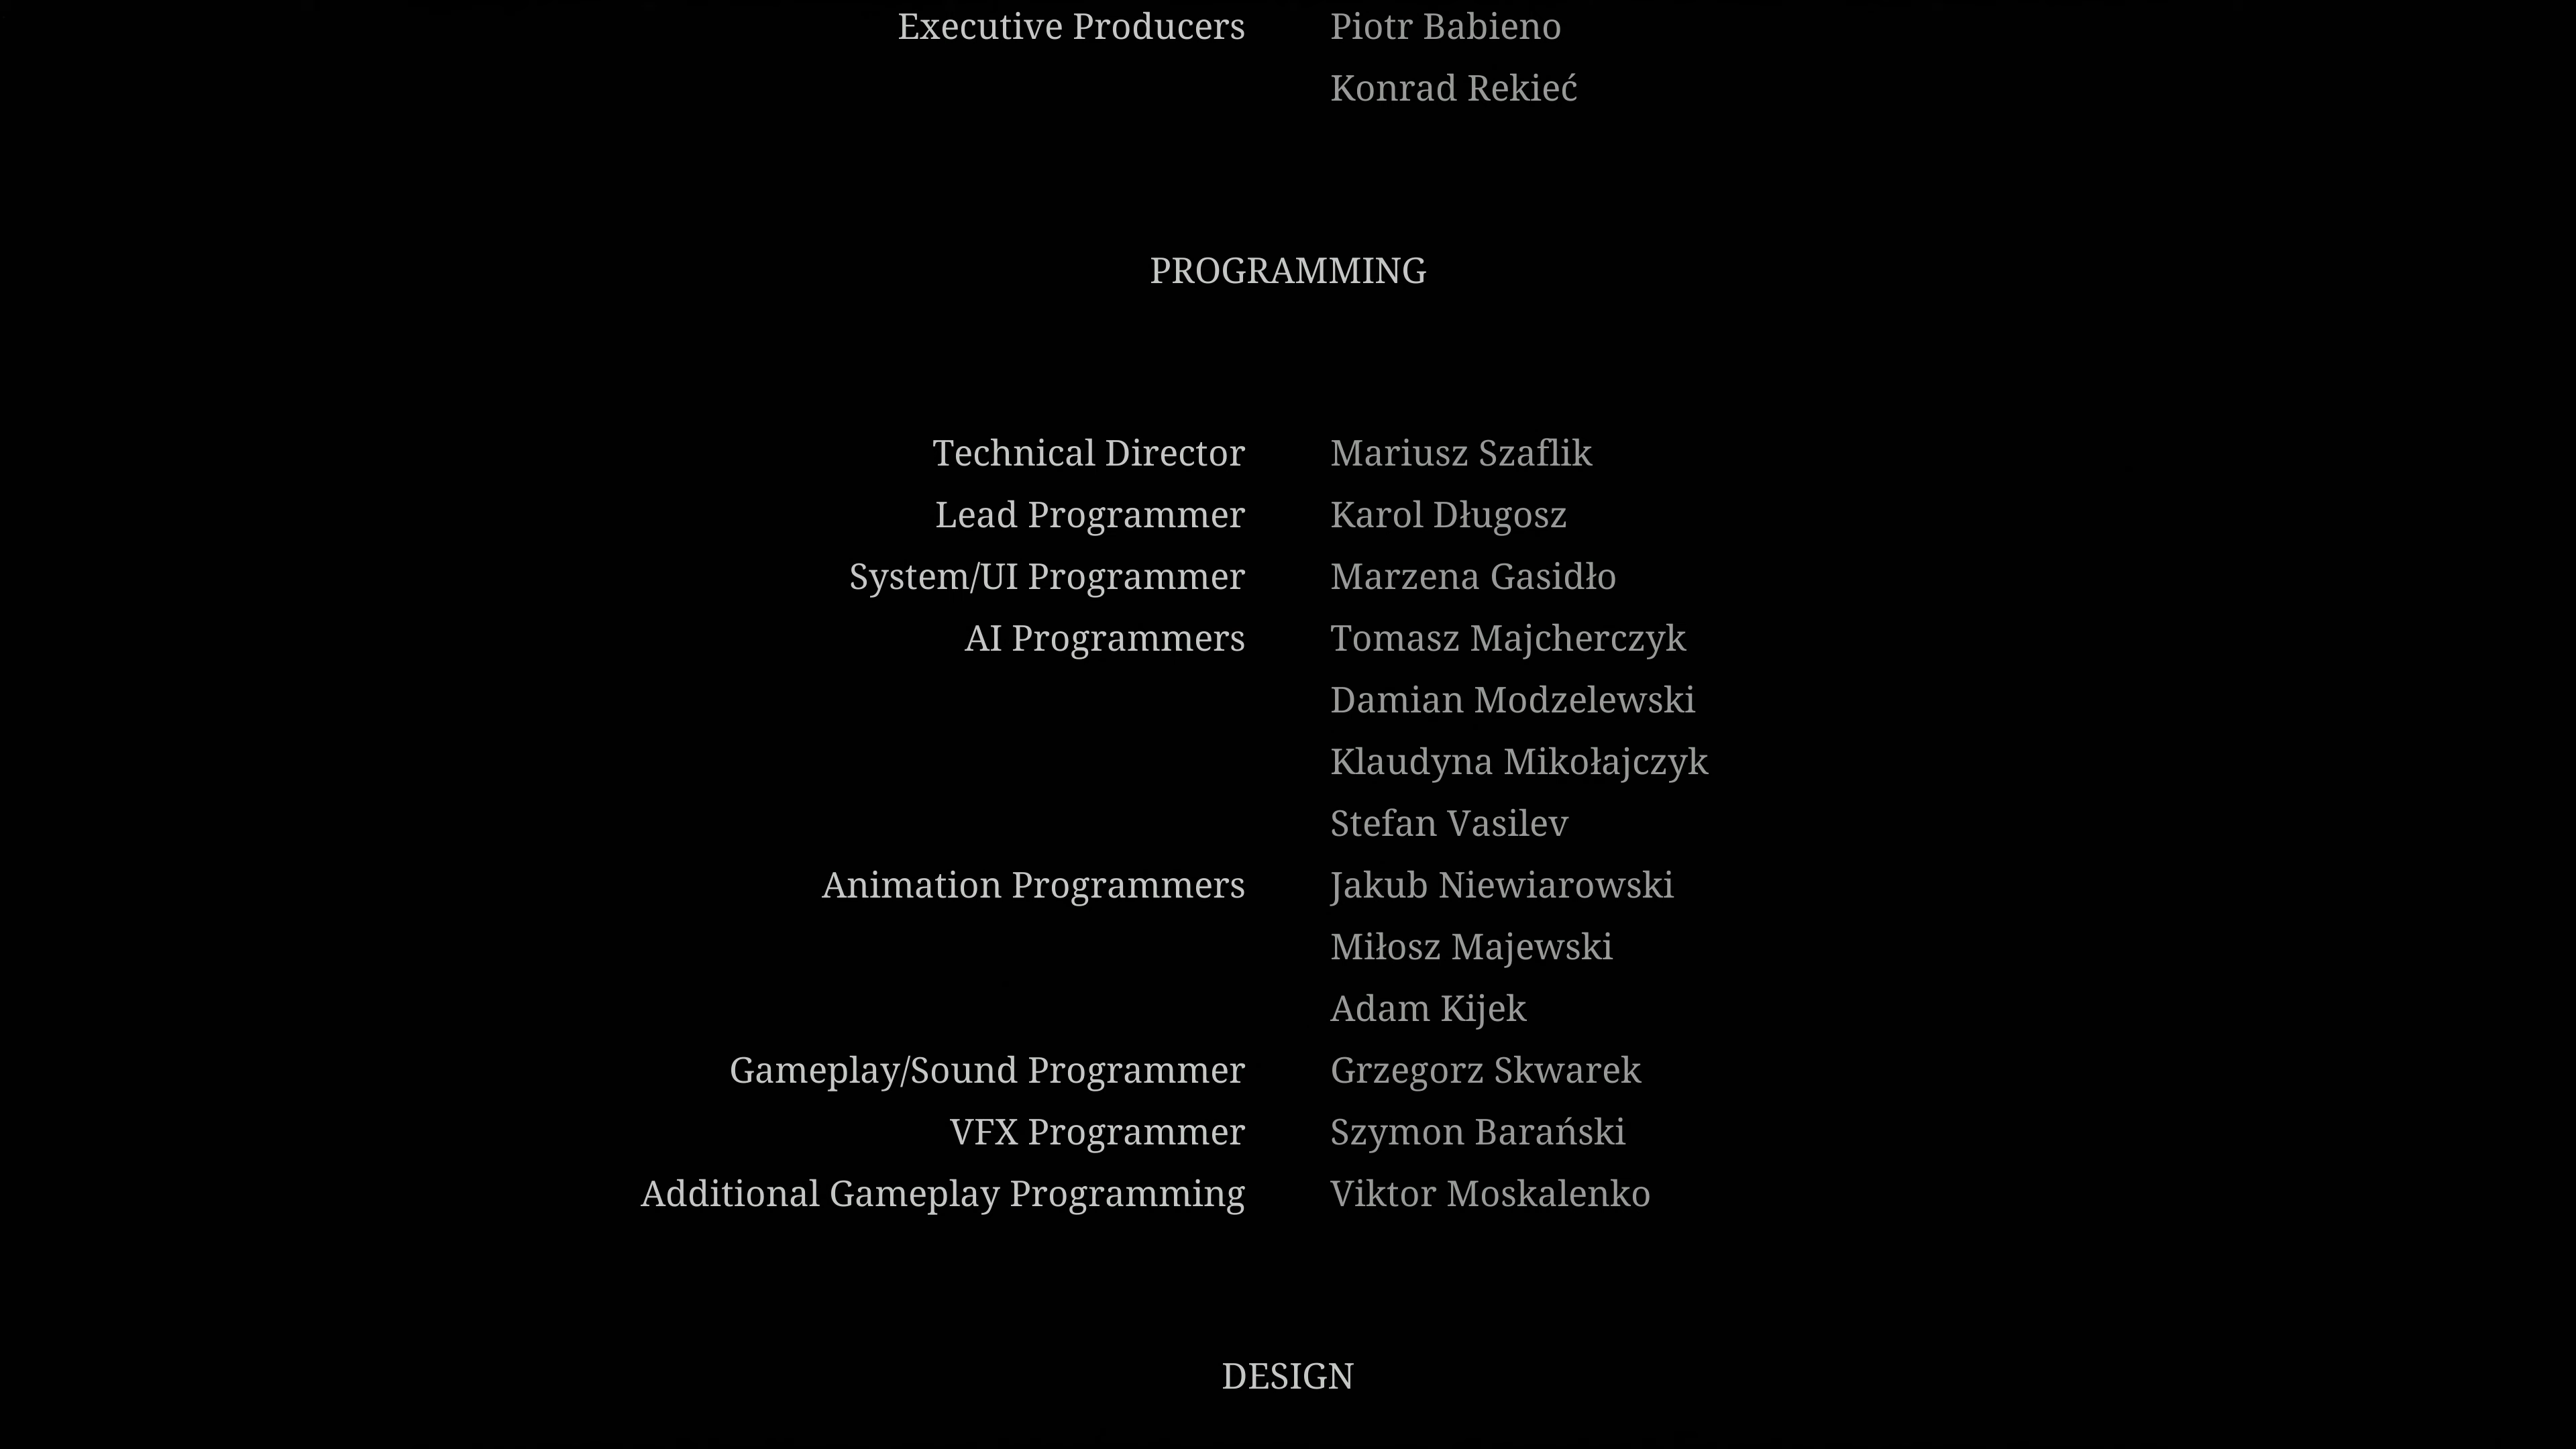 Executive Producers Piotr Babieno
Konrad Rekieć
PROGRAMMING
Technical Director Mariusz Szaflik
Lead Programmer Karol Długosz
System/UI Programmer Marzena Gasidło
AI Programmers Tomasz Majcherczyk
Damian Modzelewski
Klaudyna Mikołajczyk
Stefan Vasilev
Animation Programmers Jakub Niewiarowski
Miłosz Majewski
Adam Kijek
Gameplay/Sound Programmer Grzegorz Skwarek
VFX Programmer Szymon Barański
Additional Gameplay Programming Viktor Moskalenko
DESIGN